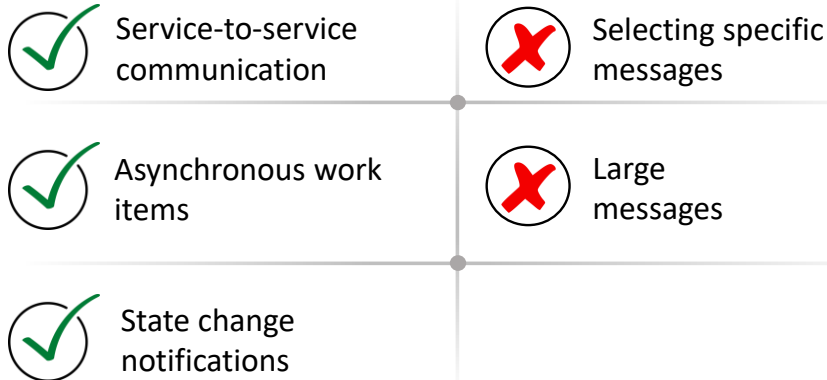 Service-to-service
communication
Selecting specific
messages
Asynchronous work
items
Large
messages
State change
notifications